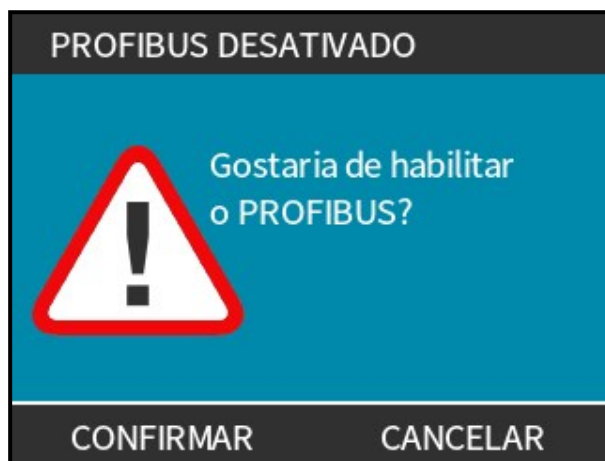 PROFIBUS DESATIVADO
Gostaria de habilitar
o PROFIBUS?
!
CONFIRMAR CANCELAR